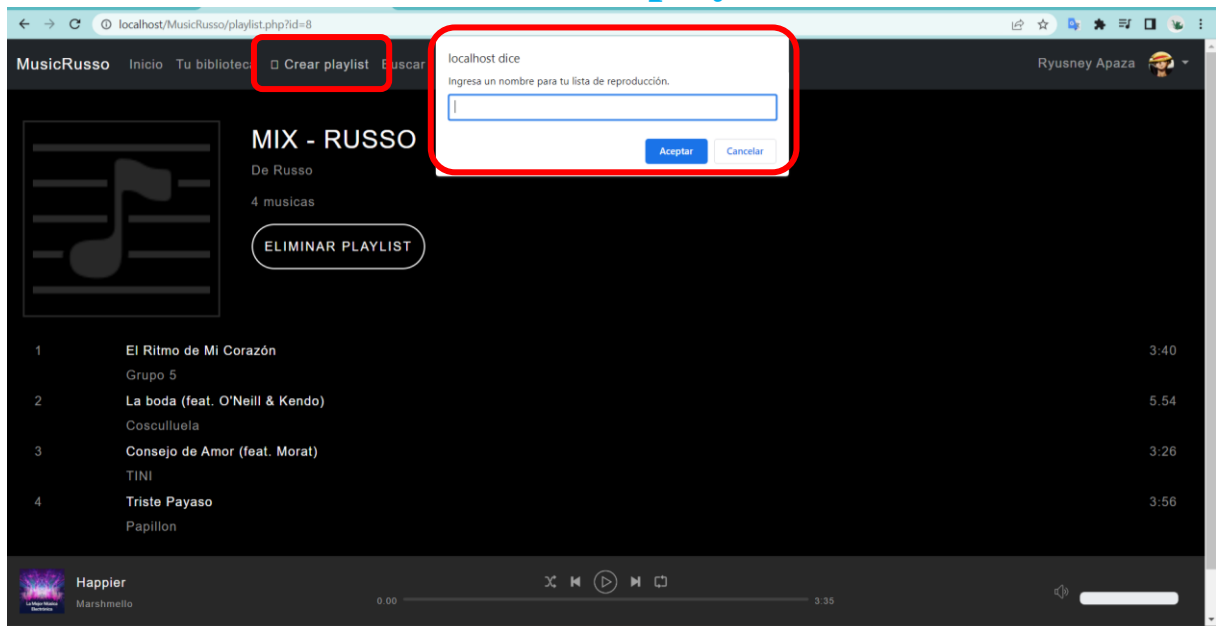 localhost/MusicRusso/playlist.php?id=8
MusicRusso Inicio Tu biblioteca Crear playlist Buscar Ryusney Apaza
localhost dice
Ingresa un nombre para tu lista de reproducción.
Aceptar Cancelar
MIX - RUSSO
De Russo
4 musicas
ELIMINAR PLAYLIST
1 El Ritmo de Mi Corazón 3:40
Grupo 5
2 La boda (feat. O'Neill & Kendo) 5.54
Cosculluela
3 Consejo de Amor (feat. Morat) 3:26
TINI
4 Triste Payaso 3:56
Papillon
Happier
Marshmello
0.00 3:35